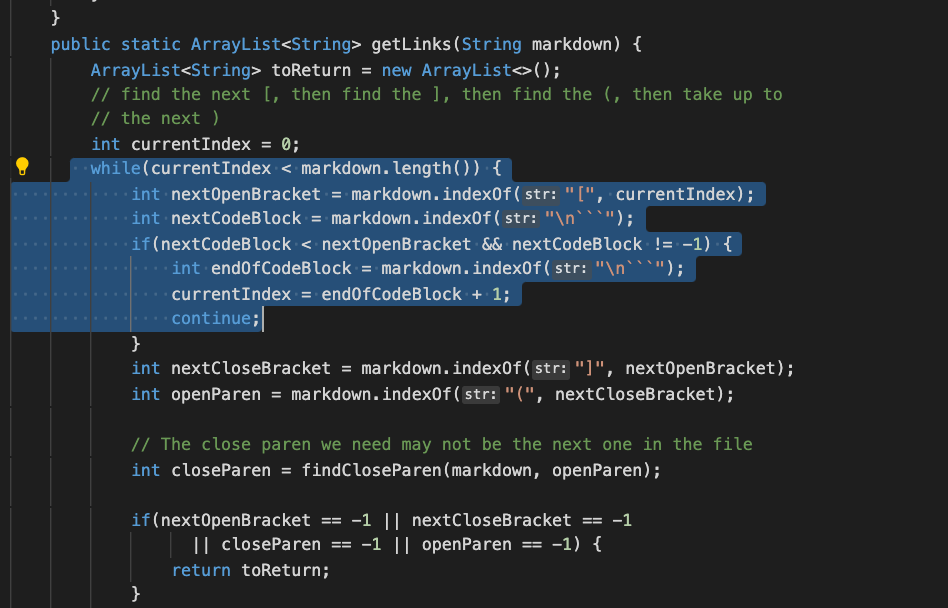 }
public static ArrayList<String> getLinks(String markdown) {
ArrayList<String> toReturn = new ArrayList<>();
// find the next [, then find the ], then find the (, then take up to
// the next )
int currentIndex = 0;
while(currentIndex < markdown.length()) {
int nextOpenBracket = markdown.indexOf(str: "[", currentIndex);
int nextCodeBlock = markdown.indexOf(str: "\n```");
if(nextCodeBlock < nextOpenBracket && nextCodeBlock != -1) {
int endOfCodeBlock = markdown.indexOf(str: "\n```");
currentIndex = endOfCodeBlock + 1;
continue;
}
int nextCloseBracket = markdown.indexOf(str: "]", nextOpenBracket);
int openParen = markdown.indexOf(str: "(", nextCloseBracket);
// The close paren we need may not be the next one in the file
int closeParen = findCloseParen(markdown, openParen);
if(nextOpenBracket == -1 || nextCloseBracket == -1
|| closeParen == -1 || openParen == -1) {
return toReturn;
}